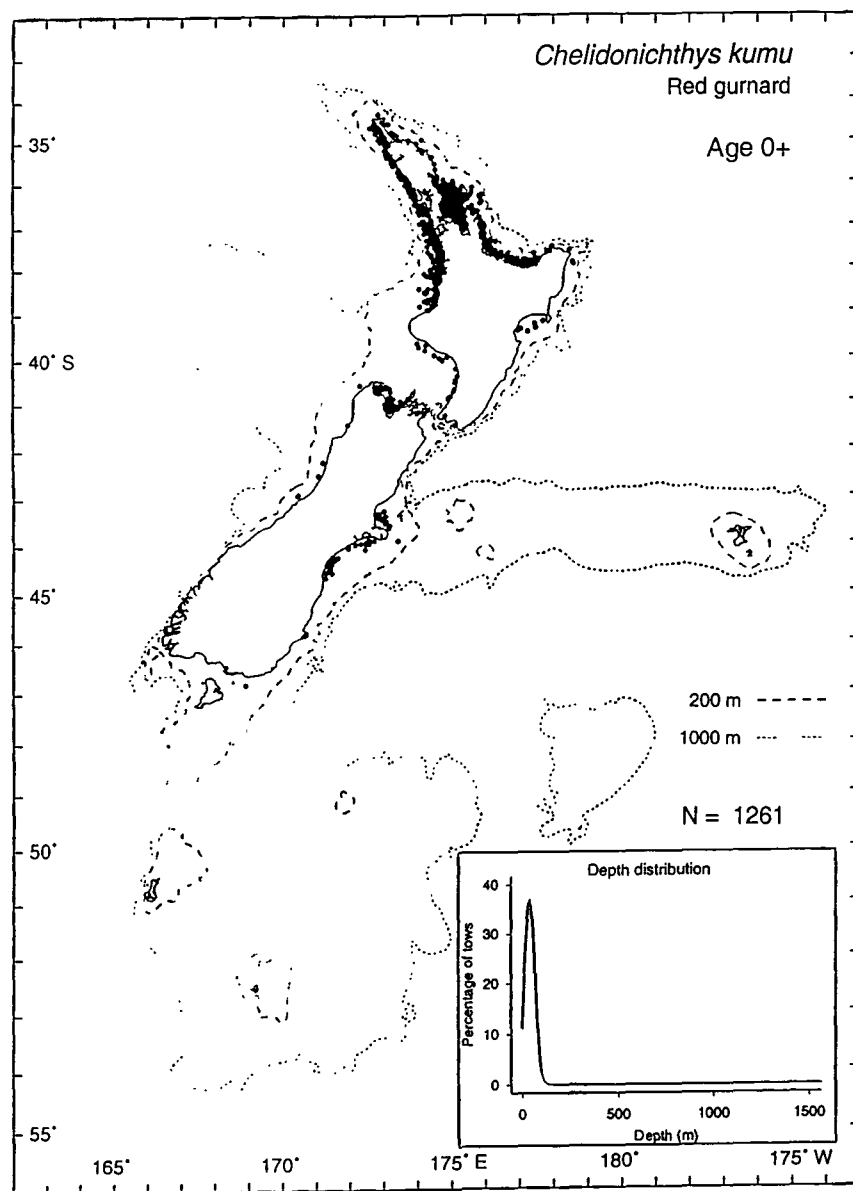 Chelidonichthys kumu
Red gurnard
Age 0+
35°
40° S
45°
50°
55°
165°
170°
175° E
180°
175° W
200 m
1000 m
N = 1261
Depth distribution
Percentage of tows
40
30
20
10
0
0
500
1000
1500
Depth (m)